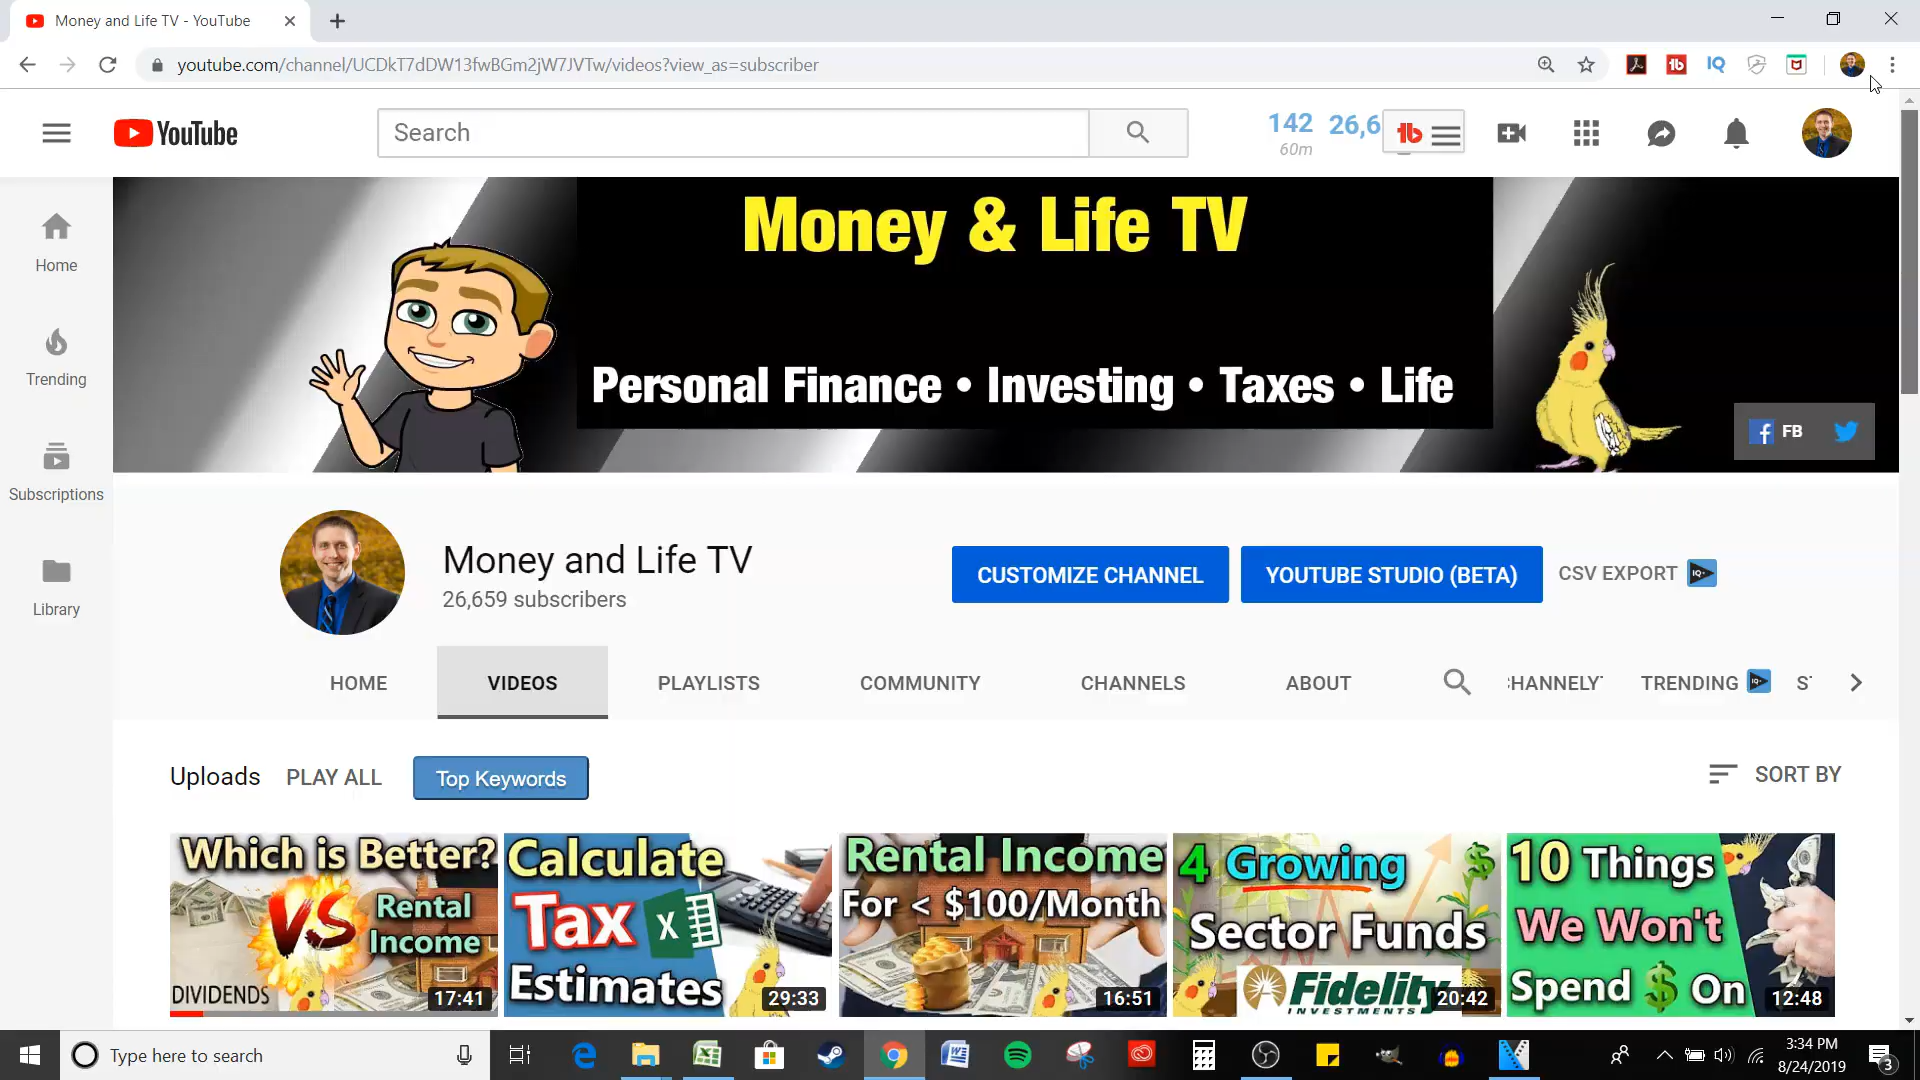 Money and Life TV - YouTube
youtube.com/channel/UCDkT7dDW13fwBGm2jW7JVTw/videos?view_as=subscriber
YouTube
Search
142
60m
26,6
Home
Trending
Subscriptions
Library
Money & Life TV
Personal Finance • Investing • Taxes • Life
FB
Money and Life TV
26,659 subscribers
CUSTOMIZE CHANNEL
YOUTUBE STUDIO (BETA)
CSV EXPORT
HOME
VIDEOS
PLAYLISTS
COMMUNITY
CHANNELS
ABOUT
HANNELY
TRENDING
Uploads
PLAY ALL
Top Keywords
SORT BY
Which is Better?
VS
Rental
Income
DIVIDENDS
17:41
Calculate
Tax
Estimates
29:33
Rental Income
For < $100/Month
16:51
4 Growing
Sector Funds
Fidelity
INVESTMENTS
20:42
10 Things
We Won't
Spend $ On
12:48
Type here to search
3:34 PM
8/24/2019
3